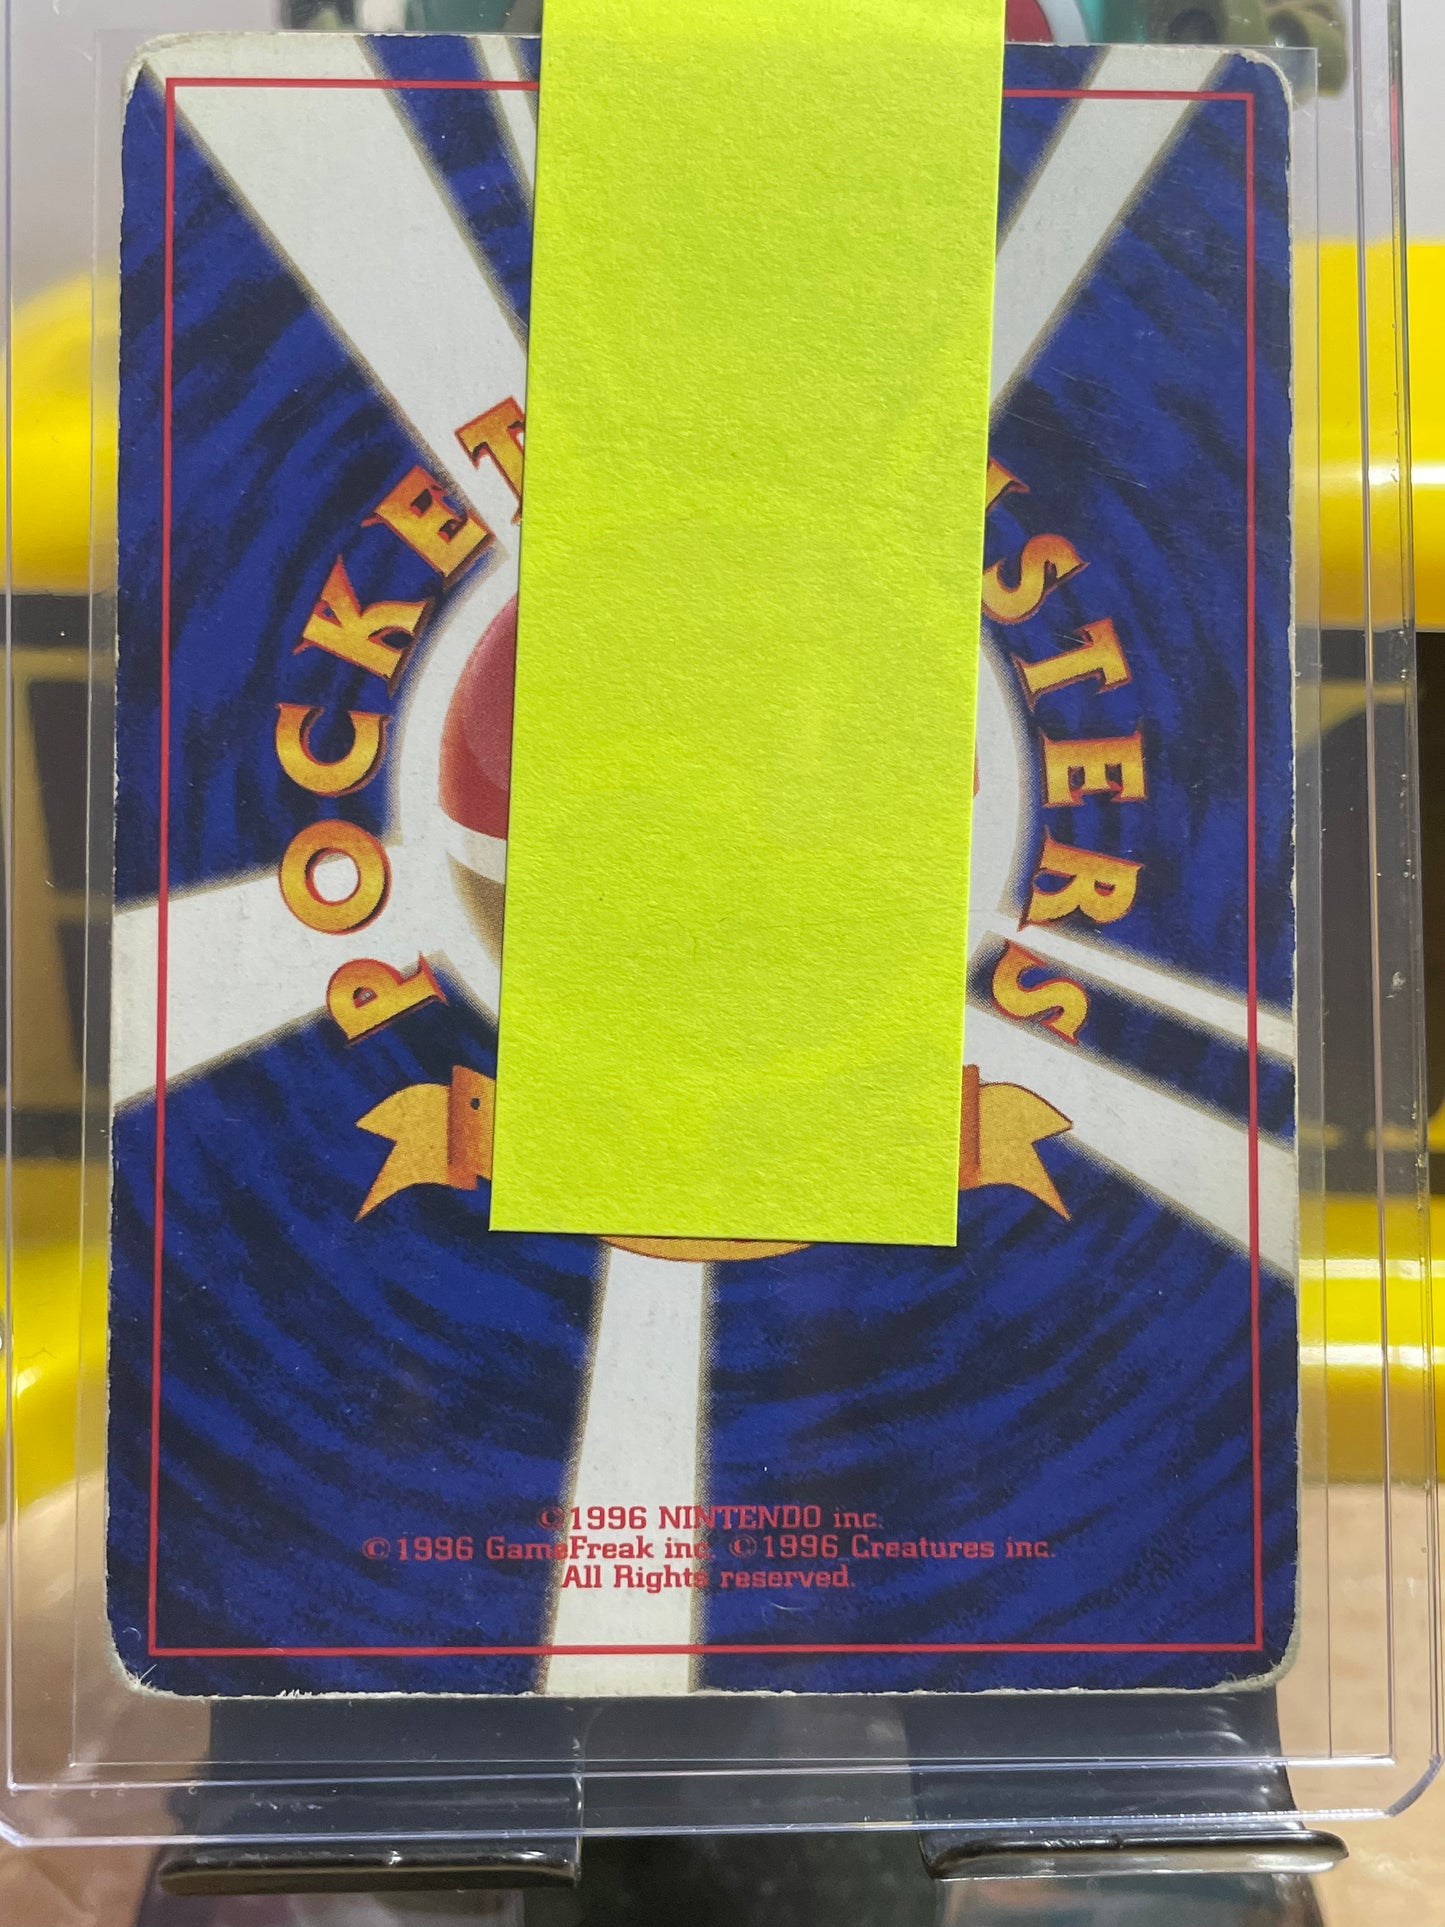 POCKET
STERS
©1996 NINTENDO inc.
©1996 GameFreak inc. ©1996 Creatures inc.
All Rights reserved.